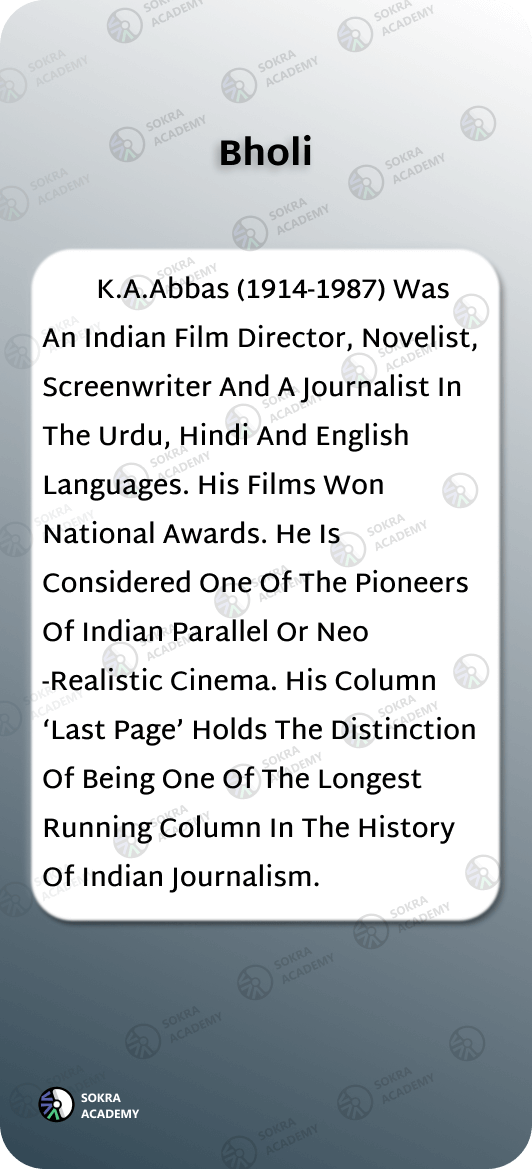 Bholi
K.A.Abbas (1914-1987) Was
An Indian Film Director, Novelist,
Screenwriter And A Journalist In
The Urdu, Hindi And English
Languages. His Films Won
National Awards. He Is
Considered One Of The Pioneers
Of Indian Parallel Or Neo
-Realistic Cinema. His Column
‘Last Page’ Holds The Distinction
Of Being One Of The Longest
Running Column In The History
Of Indian Journalism.
SOKRA
ACADEMY